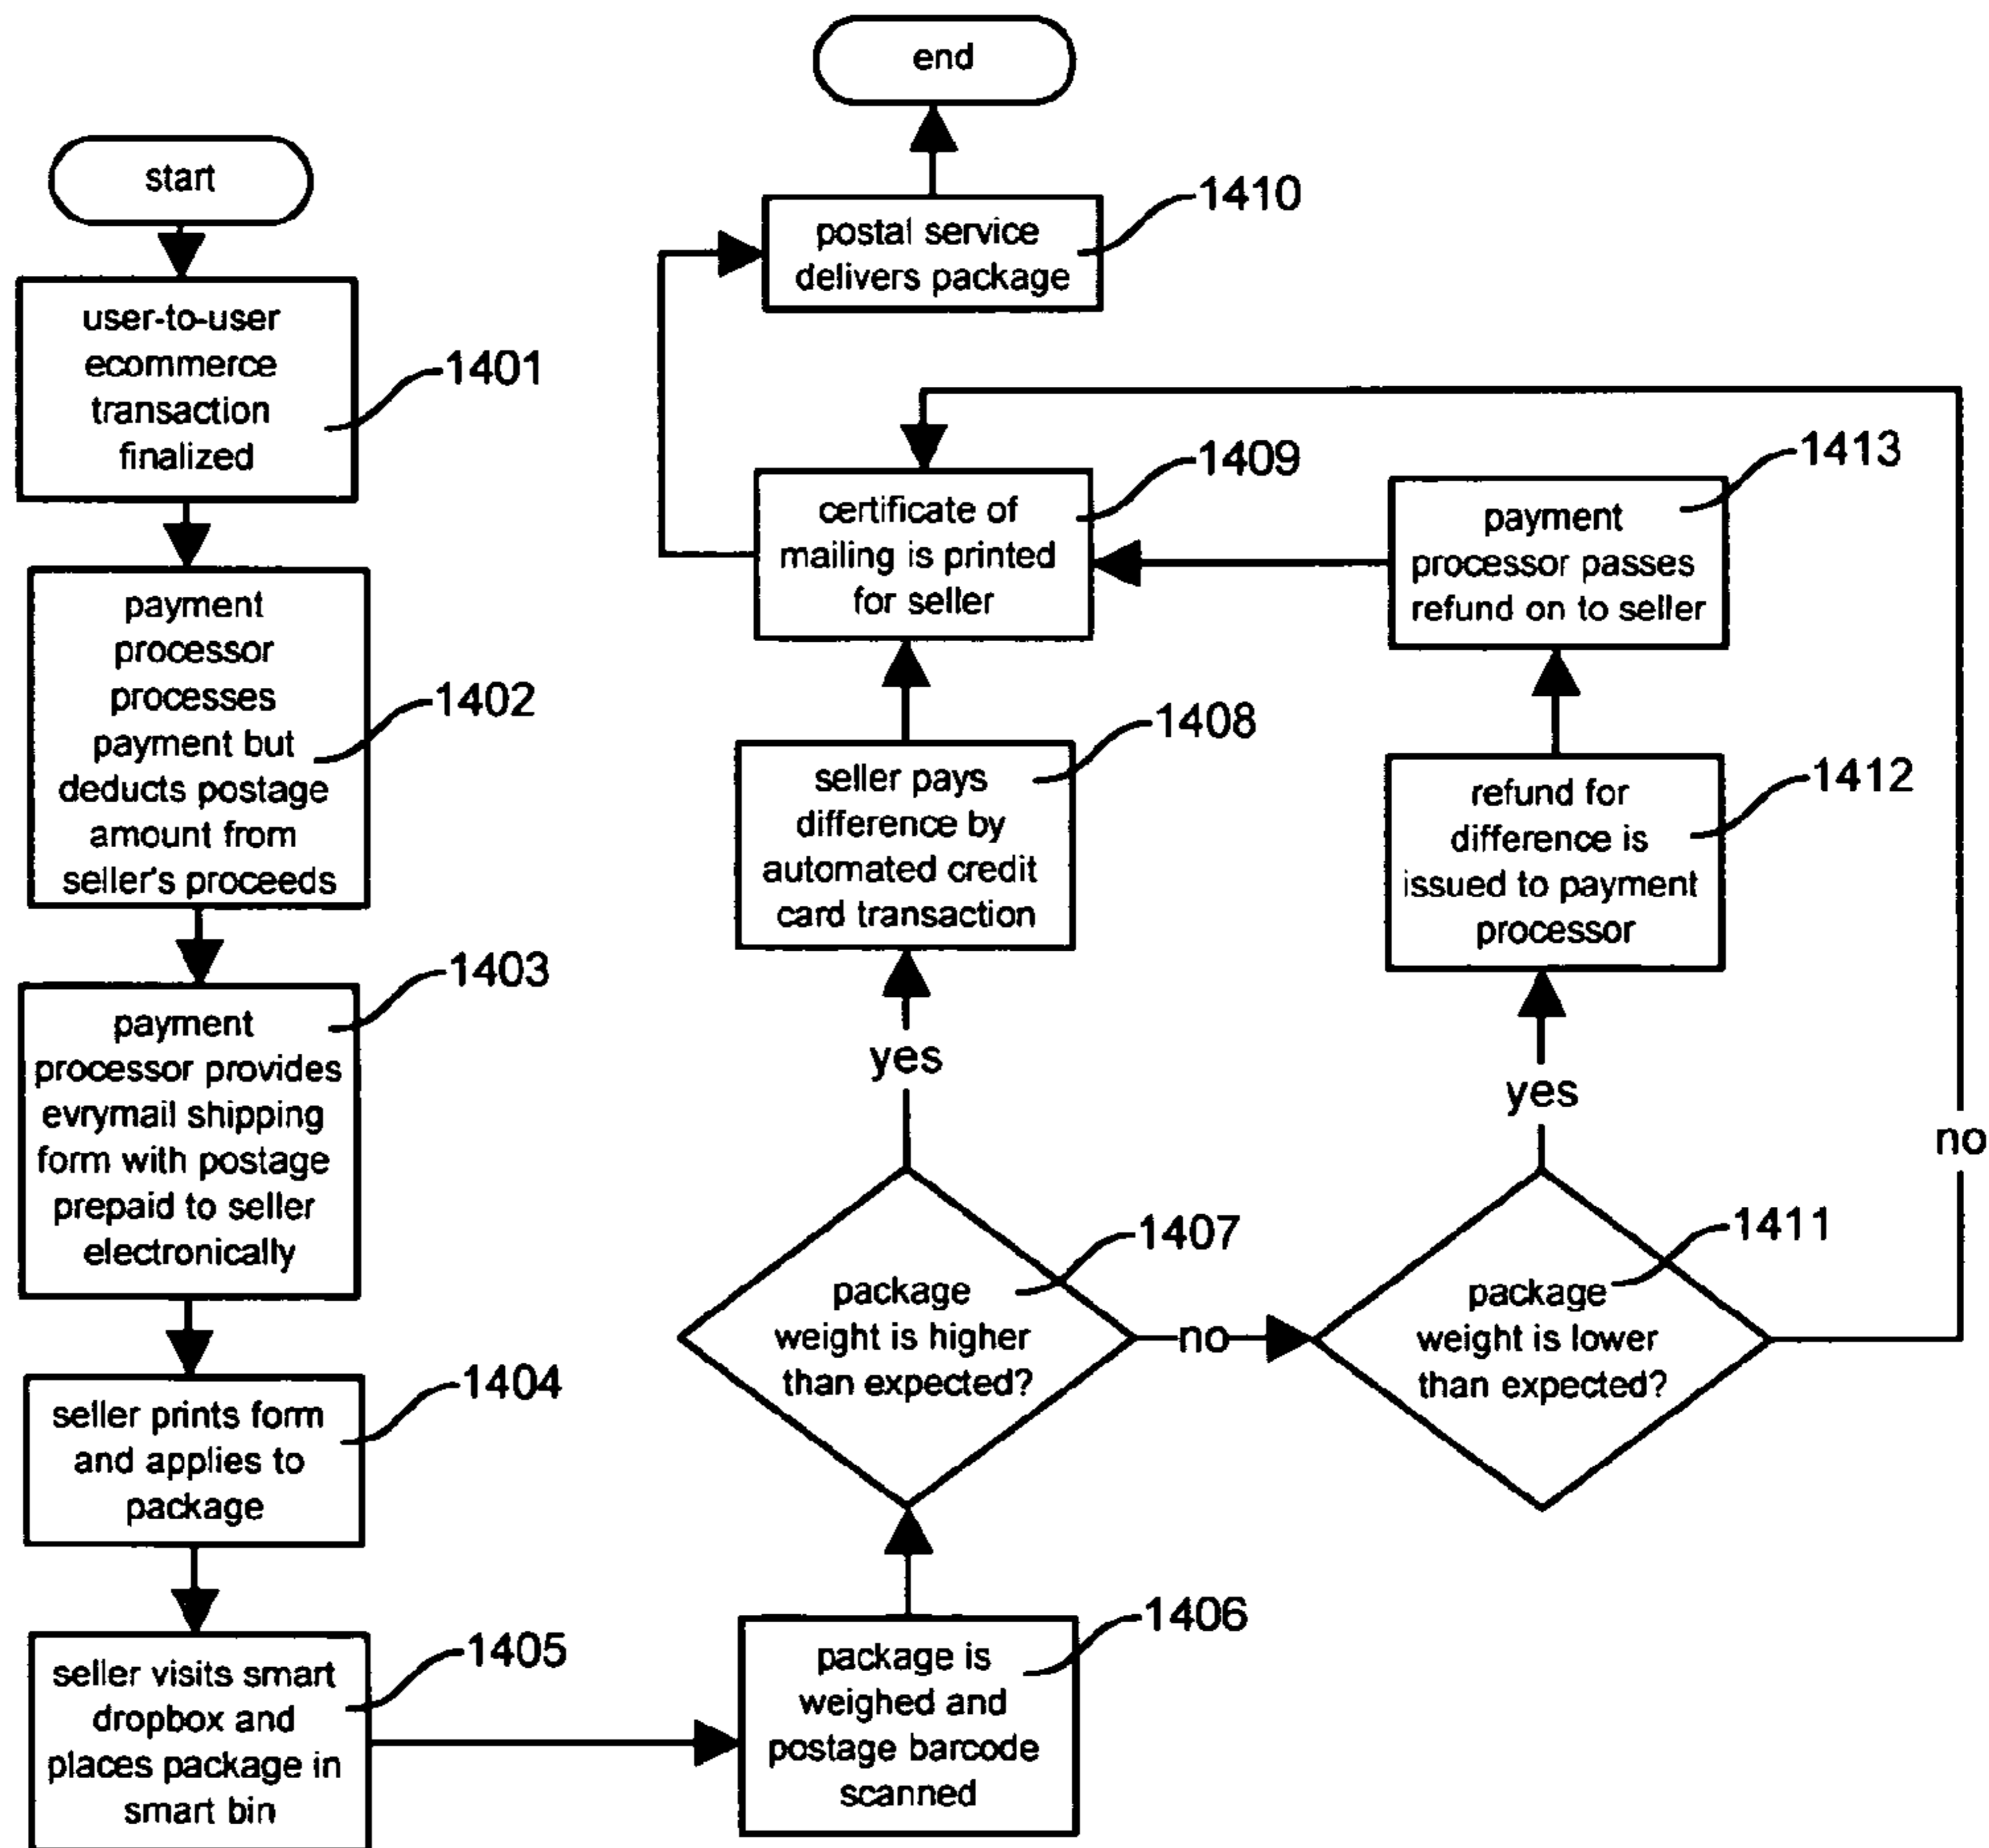 start
user-to-user
ecommerce
transaction
finalized
1401
payment
processor
processes
payment but
deducts postage
amount from
seller's proceeds
1402
payment
processor provides
evrymail shipping
form with postage
prepaid to seller
electronically
1403
seller prints form
and applies to
package
1404
seller visits smart
dropbox and
places package in
smart bin
1405
package is
weighed and
postage barcode
scanned
1406
package
weight is higher
than expected?
1407
yes
no
seller pays
difference by
automated credit
card transaction
1408
certificate of
mailing is printed
for seller
1409
postal service
delivers package
1410
end
package
weight is lower
than expected?
1411
yes
no
refund for
difference is
issued to payment
processor
1412
payment
processor passes
refund on to seller
1413